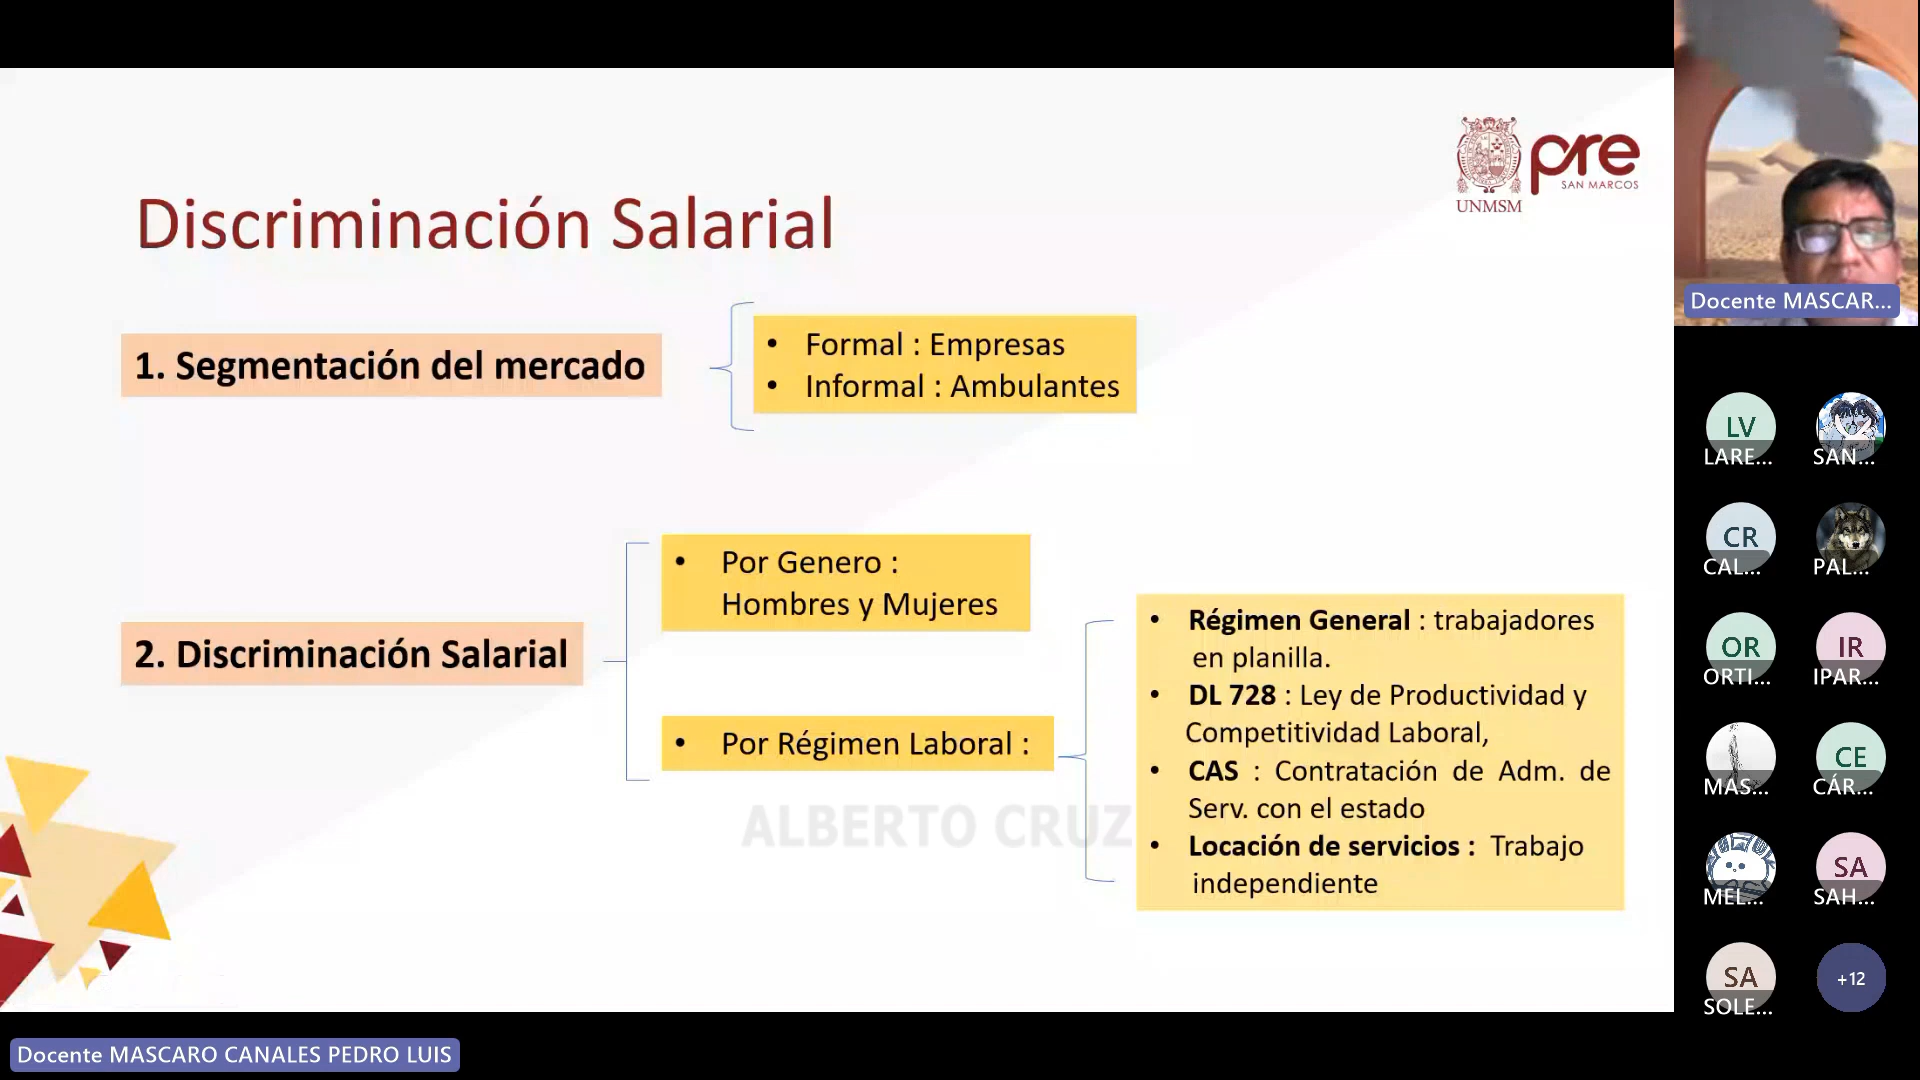 UNMSM
pre
SAN MARCOS
Discriminación Salarial
1. Segmentación del mercado
• Formal : Empresas
• Informal : Ambulantes
2. Discriminación Salarial
• Por Genero :
Hombres y Mujeres
• Por Régimen Laboral :
• Régimen General : trabajadores
en planilla.
• DL 728 : Ley de Productividad y
Competitividad Laboral,
• CAS : Contratación de Adm. de
Serv. con el estado
• Locación de servicios : Trabajo
independiente
ALBERTO CRUZ
Docente MASCARO CANALES PEDRO LUIS
Docente MASCAR...
LV
LARE...
SAN...
CR
CAL...
PAL...
OR
ORTI...
IR
IPAR...
MAS...
CE
CÁR...
MEL...
SA
SAH...
SA
SOLE...
+12